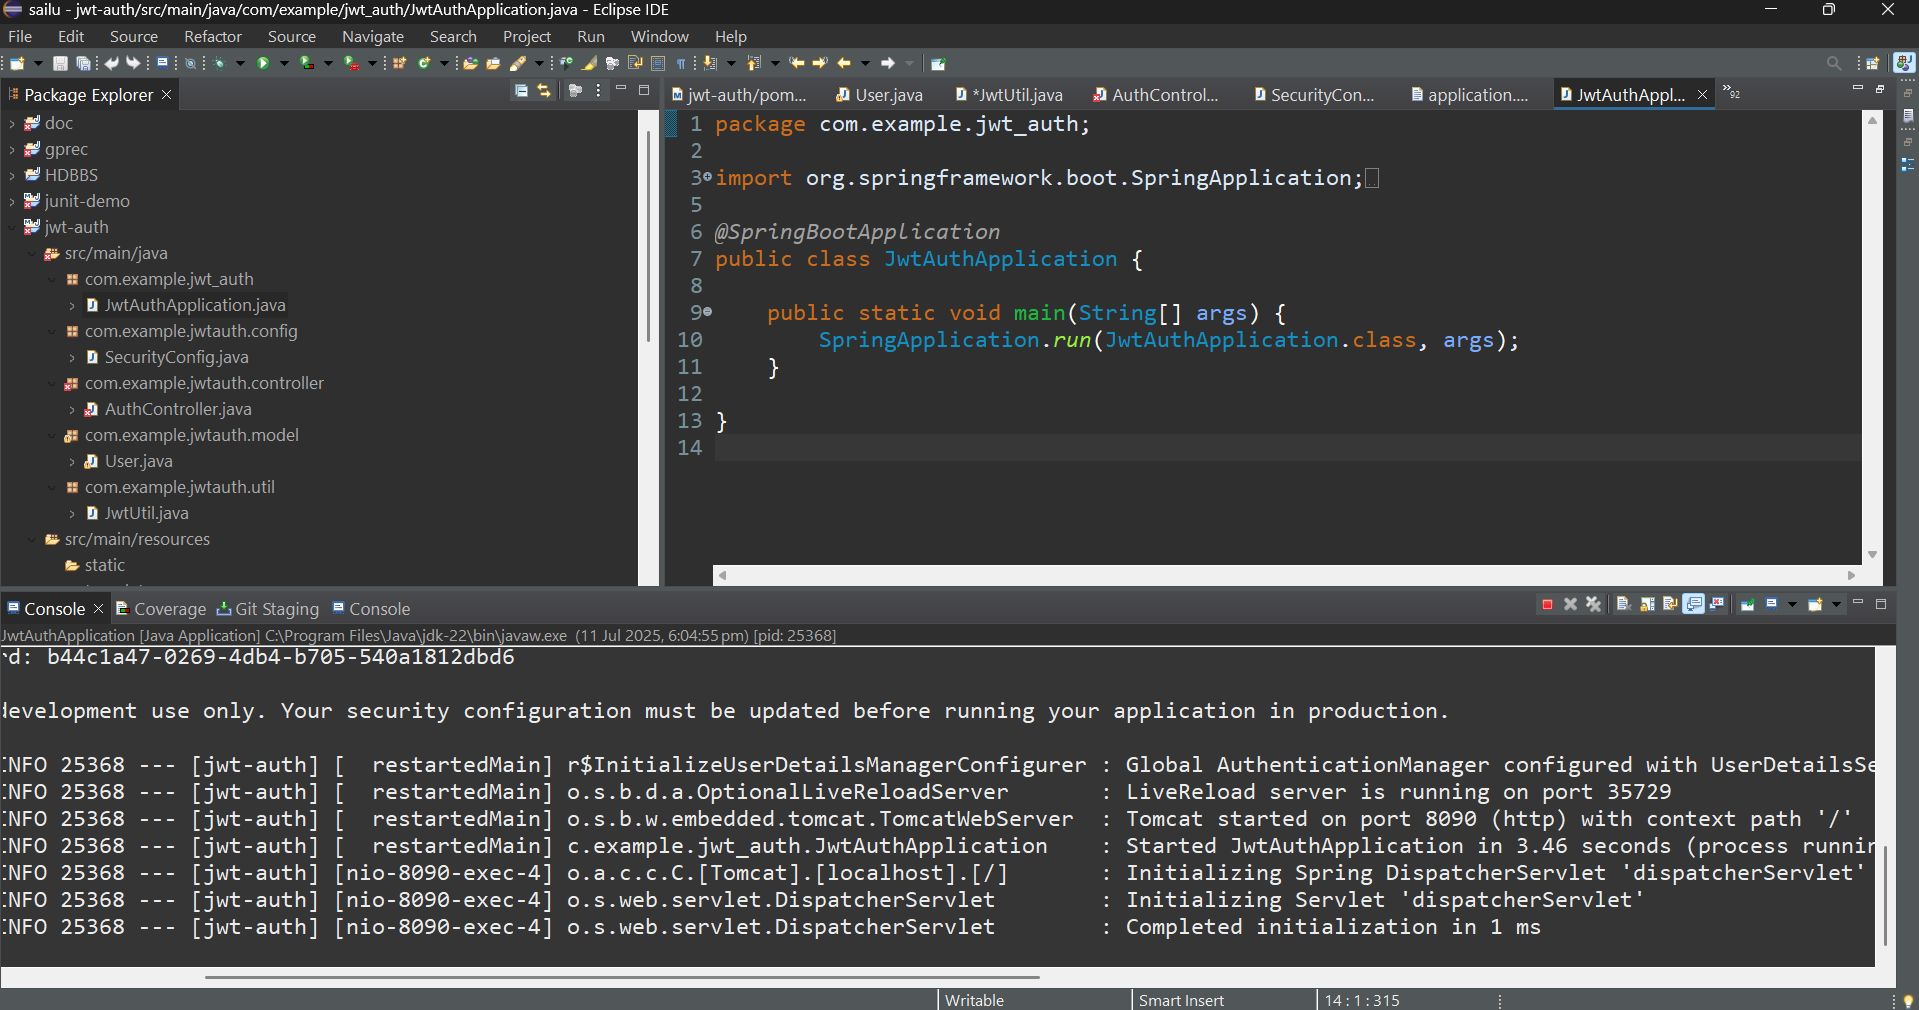 sailu - jwt-auth/src/main/java/com/example/jwt_auth/JwtAuthApplication.java - Eclipse IDE
File Edit Source Refactor Source Navigate Search Project Run Window Help
Package Explorer
doc
gprec
HDBBS
junit-demo
jwt-auth
src/main/java
com.example.jwt_auth
JwtAuthApplication.java
com.example.jwtauth.config
SecurityConfig.java
com.example.jwtauth.controller
AuthController.java
com.example.jwtauth.model
User.java
com.example.jwtauth.util
JwtUtil.java
src/main/resources
static
jwt-auth/pom... User.java *JwtUtil.java AuthControl... SecurityCon... application.... JwtAuthAppl... »92
1 package com.example.jwt_auth;
2
3 import org.springframework.boot.SpringApplication;
5
6 @SpringBootApplication
7 public class JwtAuthApplication {
8
9 public static void main(String[] args) {
10 SpringApplication.run(JwtAuthApplication.class, args);
11 }
12
13 }
14
Console Coverage Git Staging Console
JwtAuthApplication [Java Application] C:\Program Files\Java\jdk-22\bin\javaw.exe (11 Jul 2025, 6:04:55 pm) [pid: 25368]
rd: b44c1a47-0269-4db4-b705-540a1812dbd6
development use only. Your security configuration must be updated before running your application in production.
INFO 25368 --- [jwt-auth] [ restartedMain] r$InitializeUserDetailsManagerConfigurer : Global AuthenticationManager configured with UserDetailsSe
INFO 25368 --- [jwt-auth] [ restartedMain] o.s.b.d.a.OptionalLiveReloadServer : LiveReload server is running on port 35729
INFO 25368 --- [jwt-auth] [ restartedMain] o.s.b.w.embedded.tomcat.TomcatWebServer : Tomcat started on port 8090 (http) with context path '/'
INFO 25368 --- [jwt-auth] [ restartedMain] c.example.jwt_auth.JwtAuthApplication : Started JwtAuthApplication in 3.46 seconds (process runnin
INFO 25368 --- [jwt-auth] [nio-8090-exec-4] o.a.c.c.C.[Tomcat].[localhost].[/] : Initializing Spring DispatcherServlet 'dispatcherServlet'
INFO 25368 --- [jwt-auth] [nio-8090-exec-4] o.s.web.servlet.DispatcherServlet : Initializing Servlet 'dispatcherServlet'
INFO 25368 --- [jwt-auth] [nio-8090-exec-4] o.s.web.servlet.DispatcherServlet : Completed initialization in 1 ms
Writable Smart Insert 14 : 1 : 315